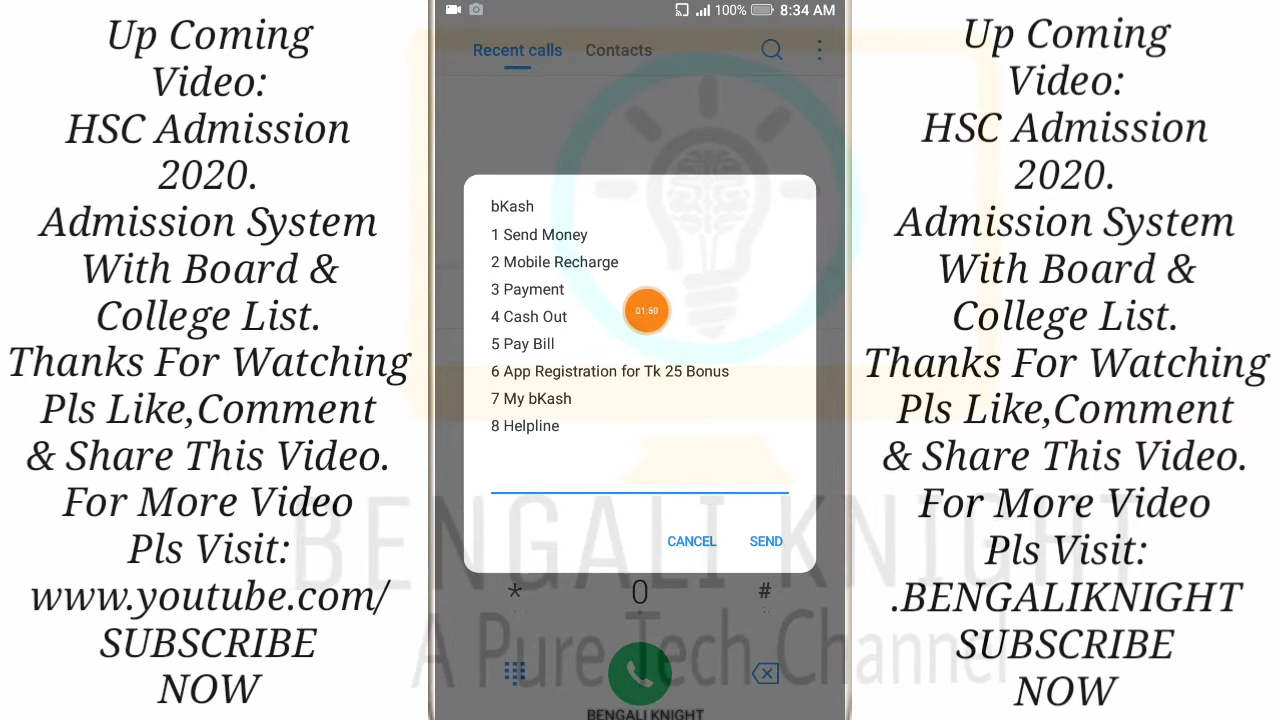 Up Coming
Video:
HSC Admission
2020.
Admission System
With Board &
College List.
Thanks For Watching
Pls Like,Comment
& Share This Video.
For More Video
Pls Visit:
www.youtube.com/
SUBSCRIBE
NOW
100%
8:34 AM
Recent calls
Contacts
bKash
1 Send Money
2 Mobile Recharge
3 Payment
4 Cash Out
5 Pay Bill
6 App Registration for Tk 25 Bonus
7 My bKash
8 Helpline
01:50
CANCEL
SEND
* 0 #
BENGALI KNIGHT
A Pure Tech Channel
BENGALI KNIGHT
Up Coming
Video:
HSC Admission
2020.
Admission System
With Board &
College List.
Thanks For Watching
Pls Like,Comment
& Share This Video.
For More Video
Pls Visit:
.BENGALIKNIGHT
SUBSCRIBE
NOW